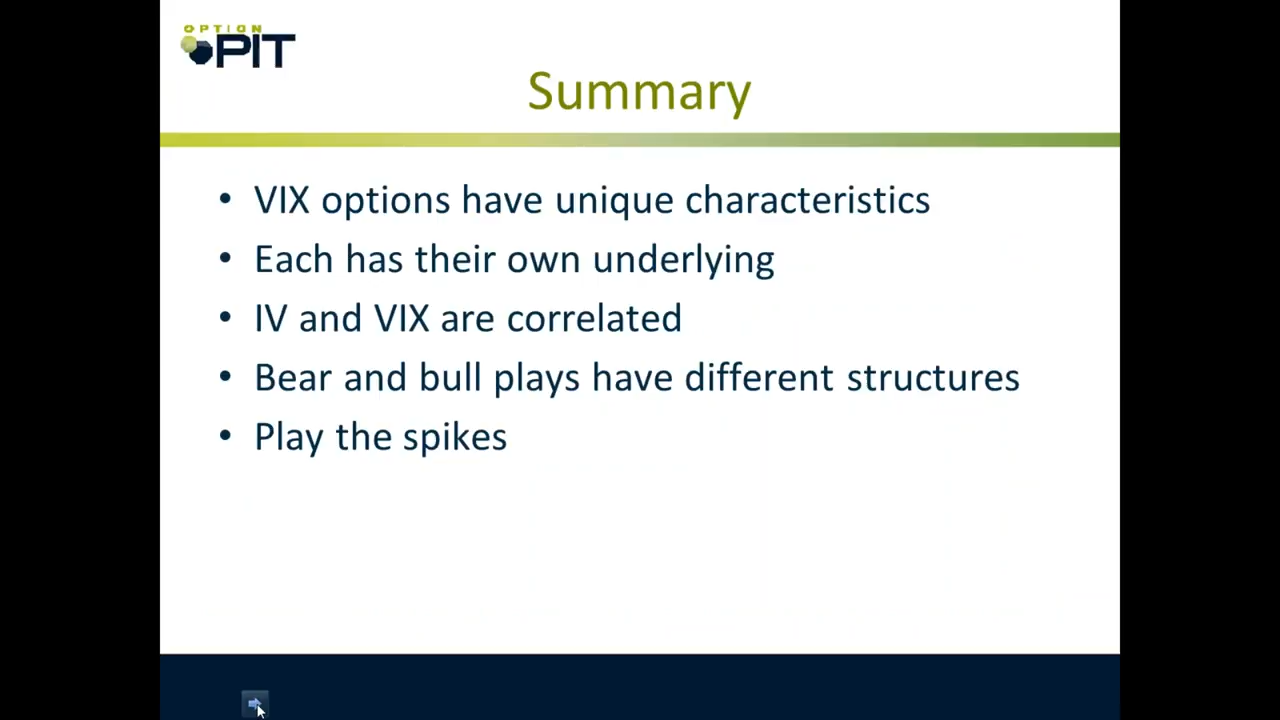 OPTION
PIT
Summary
• VIX options have unique characteristics
• Each has their own underlying
• IV and VIX are correlated
• Bear and bull plays have different structures
• Play the spikes